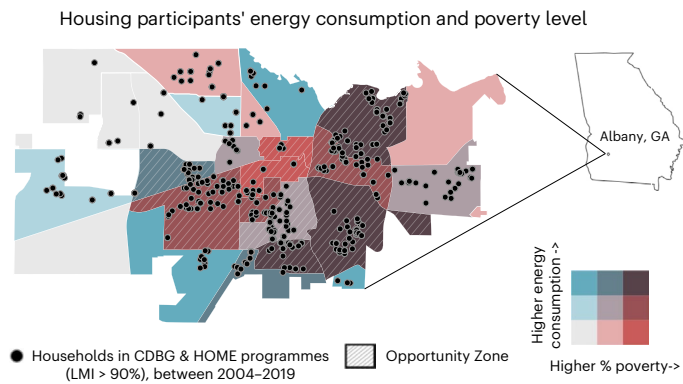 Housing participants' energy consumption and poverty level
Albany, GA
Higher energy
consumption ->
Higher % poverty->
Households in CDBG & HOME programmes
(LMI > 90%), between 2004–2019
Opportunity Zone